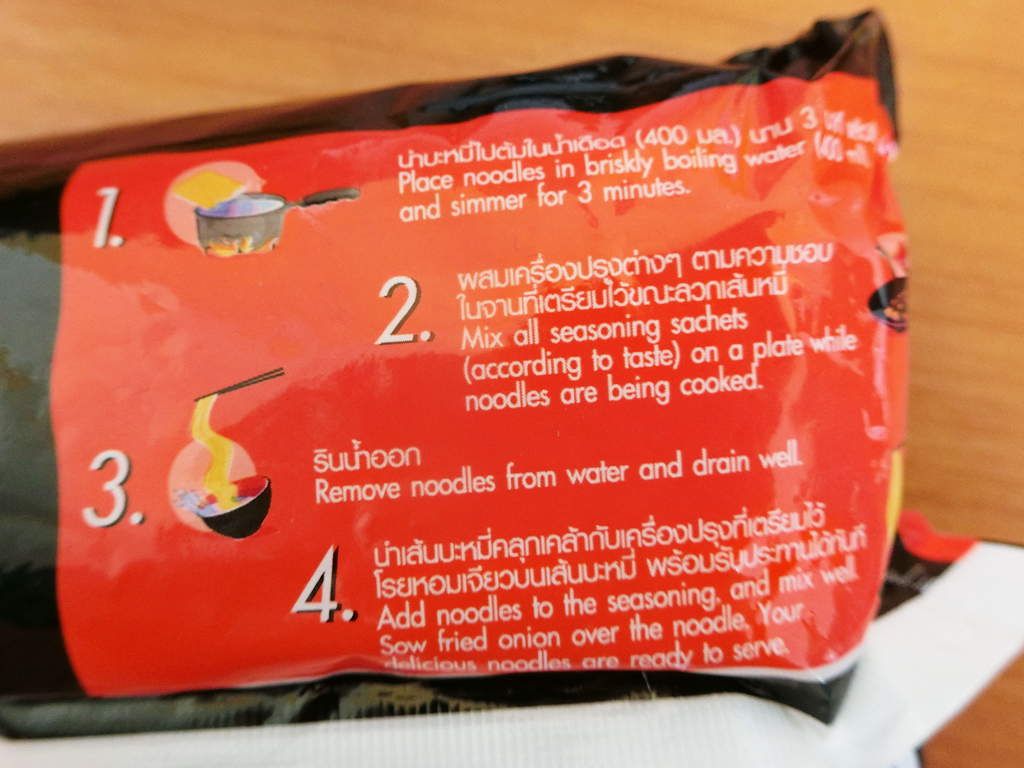 1.
นำบะหมี่ไปต้มในน้ำเดือด (400 มล.) นาน 3
Place noodles in briskly boiling water (400 ml)
and simmer for 3 minutes.
2.
ผสมเครื่องปรุงต่างๆ ตามความชอบ
ในจานที่เตรียมไว้ขณะลวกเส้นหมี่
Mix all seasoning sachets
(according to taste) on a plate while
noodles are being cooked.
3.
รินน้ำออก
Remove noodles from water and drain well.
4.
นำเส้นบะหมี่คลุกเคล้ากับเครื่องปรุงที่เตรียมไว้
โรยหอมเจียวบนเส้นบะหมี่ พร้อมรับประทานได้ทันที
Add noodles to the seasoning, and mix well.
Sow fried onion over the noodle. Your
delicious noodles are ready to serve.